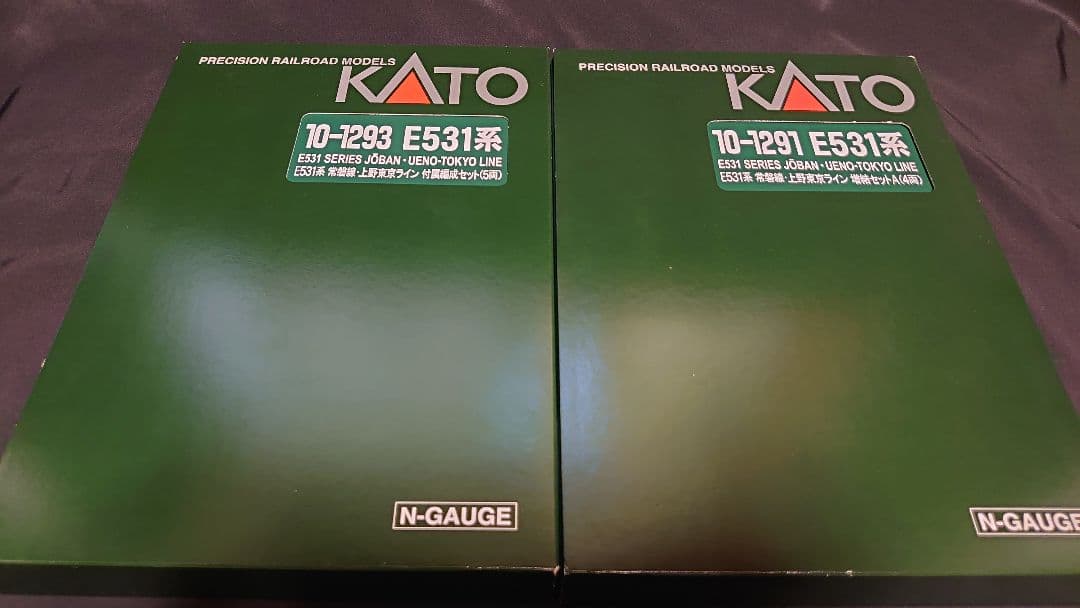 PRECISION RAILROAD MODELS
KATO
10-1293 E531系
E531 SERIES JŌBAN・UENO-TOKYO LINE
E531系 常磐線・上野東京ライン 付属編成セット(5両)
N-GAUGE
PRECISION RAILROAD MODELS
KATO
10-1291 E531系
E531 SERIES JŌBAN・UENO-TOKYO LINE
E531系 常磐線・上野東京ライン 増結セットA(4両)
N-GAUGE